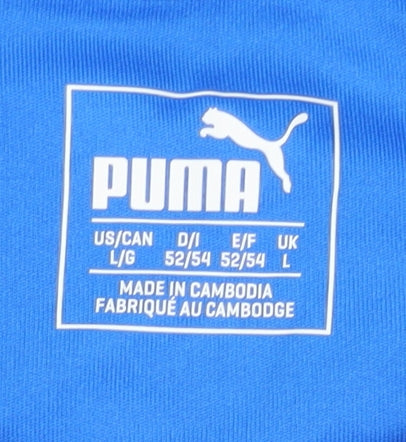 PUMA
US/CAN D/I E/F UK
L/G 52/54 52/54 L
MADE IN CAMBODIA
FABRIQUÉ AU CAMBODGE